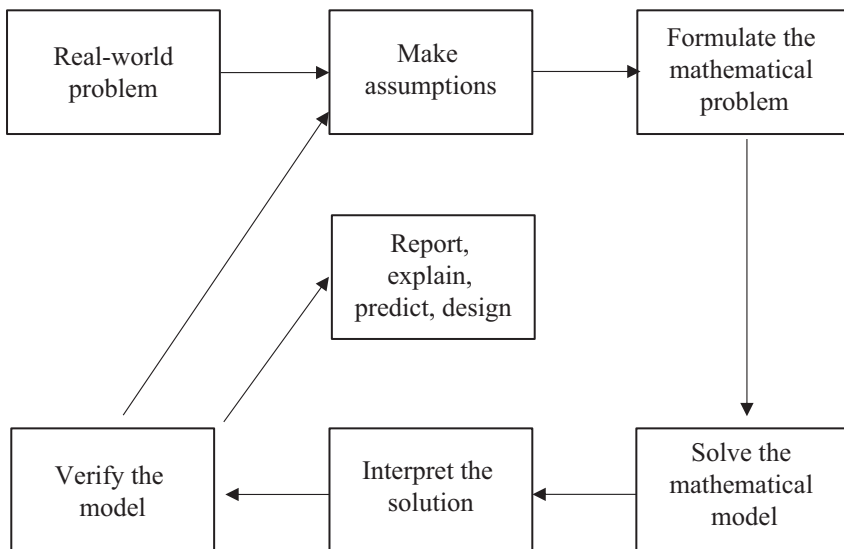 Real-world
problem
Make
assumptions
Formulate the
mathematical
problem
Report,
explain,
predict, design
Verify the
model
Interpret the
solution
Solve the
mathematical
model